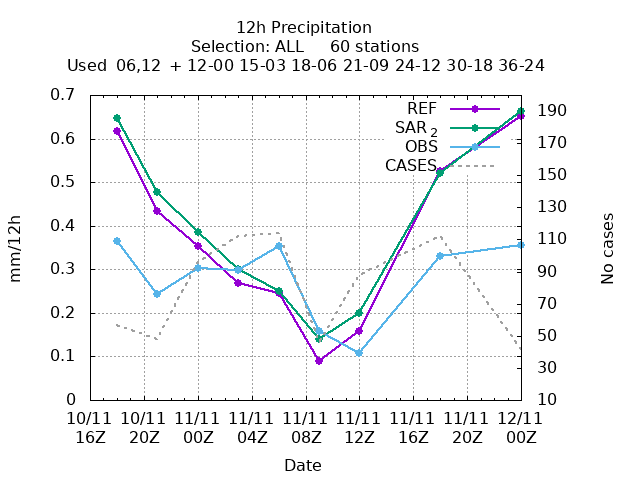 12h Precipitation
Selection: ALL 60 stations
Used 06,12 + 12-00 15-03 18-06 21-09 24-12 30-18 36-24
REF
SAR 2
OBS
CASES
mm/12h
0.7
0.6
0.5
0.4
0.3
0.2
0.1
0
190
170
150
130
110
90
70
50
30
10
No cases
10/11 10/11 11/11 11/11 11/11 11/11 11/11 11/11 12/11
16Z 20Z 00Z 04Z 08Z 12Z 16Z 20Z 00Z
Date